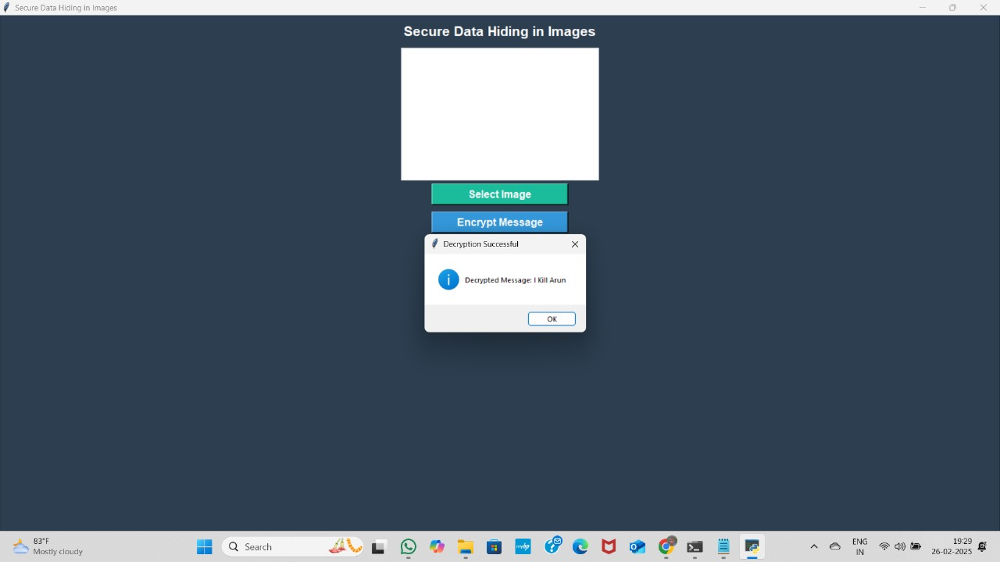 Secure Data Hiding in Images
Secure Data Hiding in Images
Select Image
Encrypt Message
Decryption Successful
Decrypted Message: I Kill Arun
OK
83°F
Mostly cloudy
Search
myhp
ENG
IN
19:29
26-02-2025